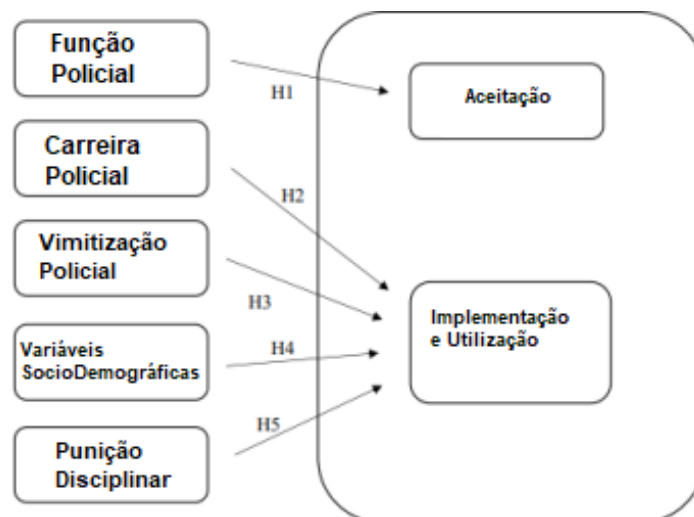 Função
Policial
H1
Aceitação
Carreira
Policial
H2
Vimitização
Policial
H3
Implementação
e Utilização
Variáveis
SocioDemográficas
H4
Punição
Disciplinar
H5